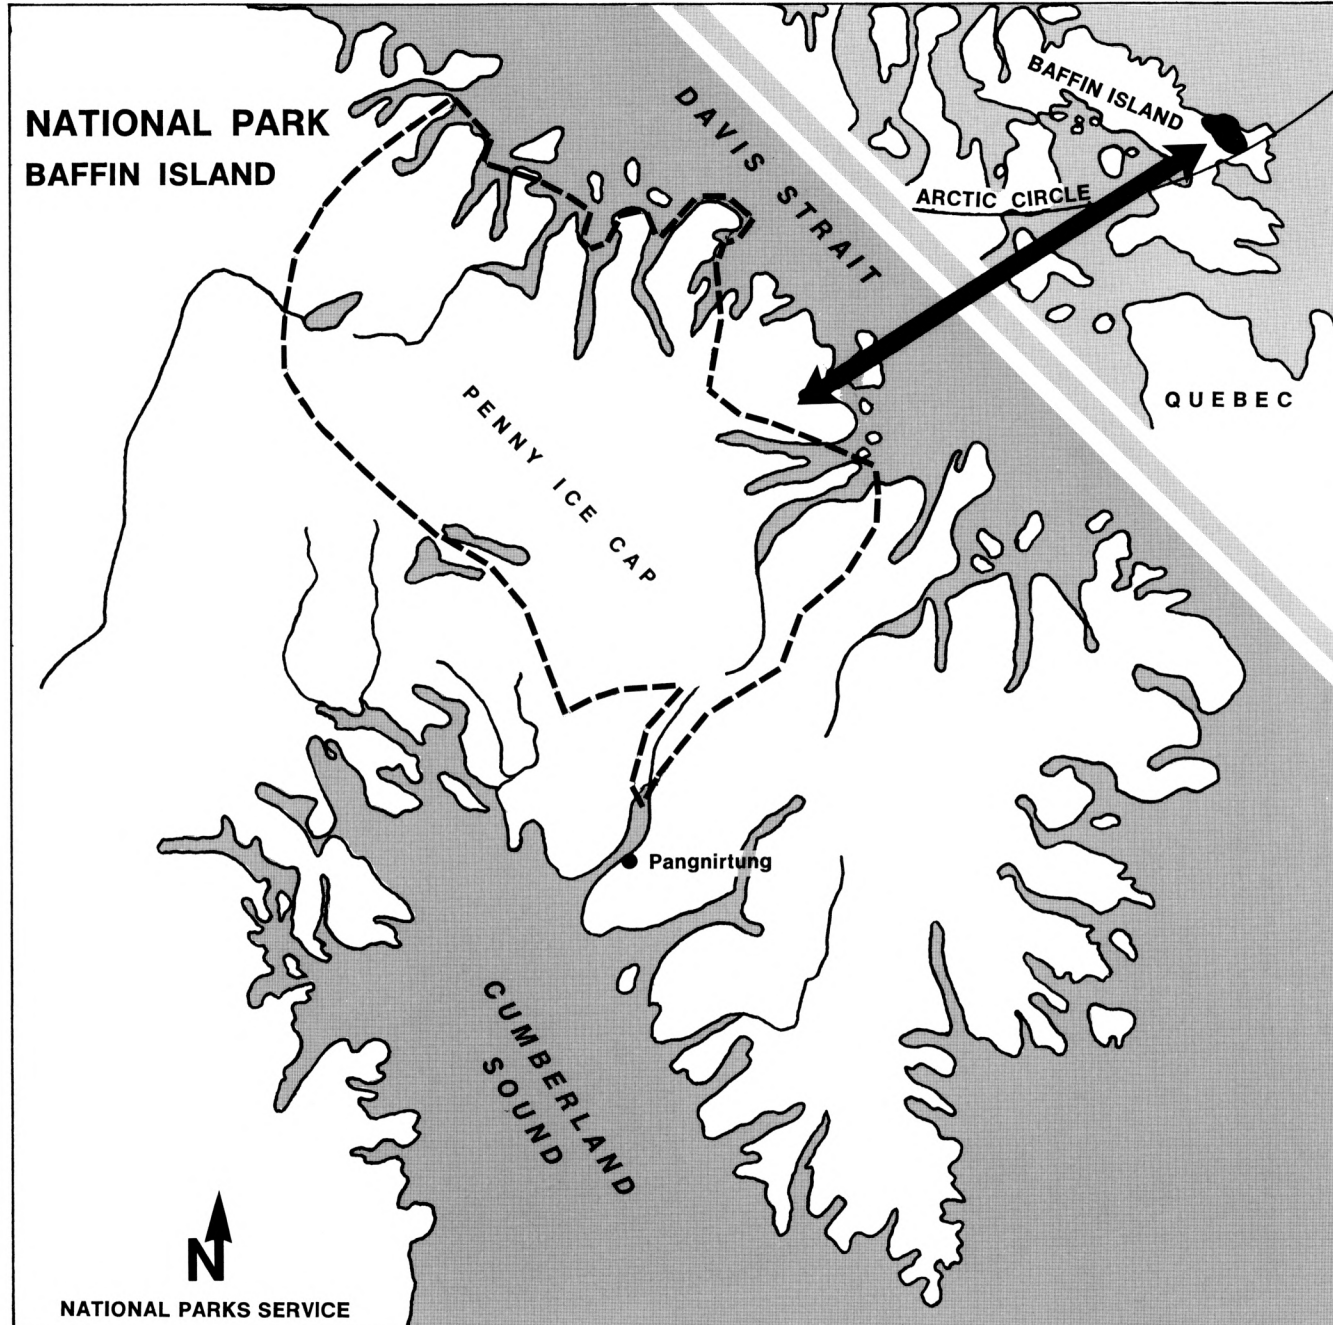 NATIONAL PARK
BAFFIN ISLAND
DAVIS STRAIT
BAFFIN ISLAND
ARCTIC CIRCLE
QUEBEC
PENNY ICE CAP
Pangnirtung
CUMBERLAND
SOUND
N
NATIONAL PARKS SERVICE